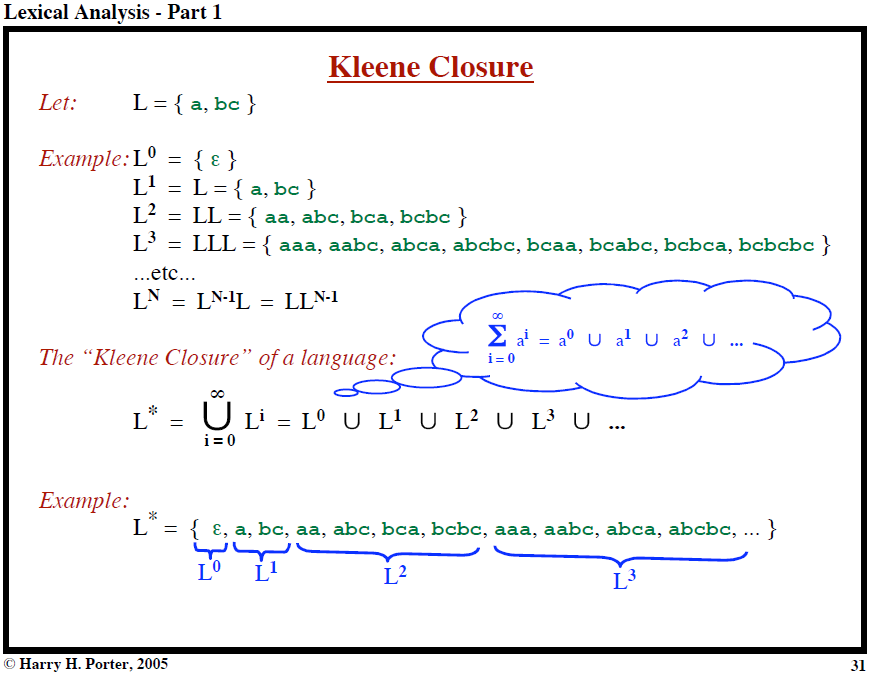 Lexical Analysis - Part 1
Kleene Closure
Let: L = { a, bc }
Example: L⁰ = { ε }
L¹ = L = { a, bc }
L² = LL = { aa, abc, bca, bcbc }
L³ = LLL = { aaa, aabc, abca, abcbc, bcaa, bcabc, bcbca, bcbcbc }
...etc...
Lᴺ = Lᴺ⁻¹L = LLᴺ⁻¹
∞
Σ aⁱ = a⁰ ∪ a¹ ∪ a² ∪ ...
i = 0
The “Kleene Closure” of a language:
∞
L* = ∪ Lⁱ = L⁰ ∪ L¹ ∪ L² ∪ L³ ∪ ...
i = 0
Example:
L* = { ε, a, bc, aa, abc, bca, bcbc, aaa, aabc, abca, abcbc, ... }
L⁰ L¹ L² L³
© Harry H. Porter, 2005 31